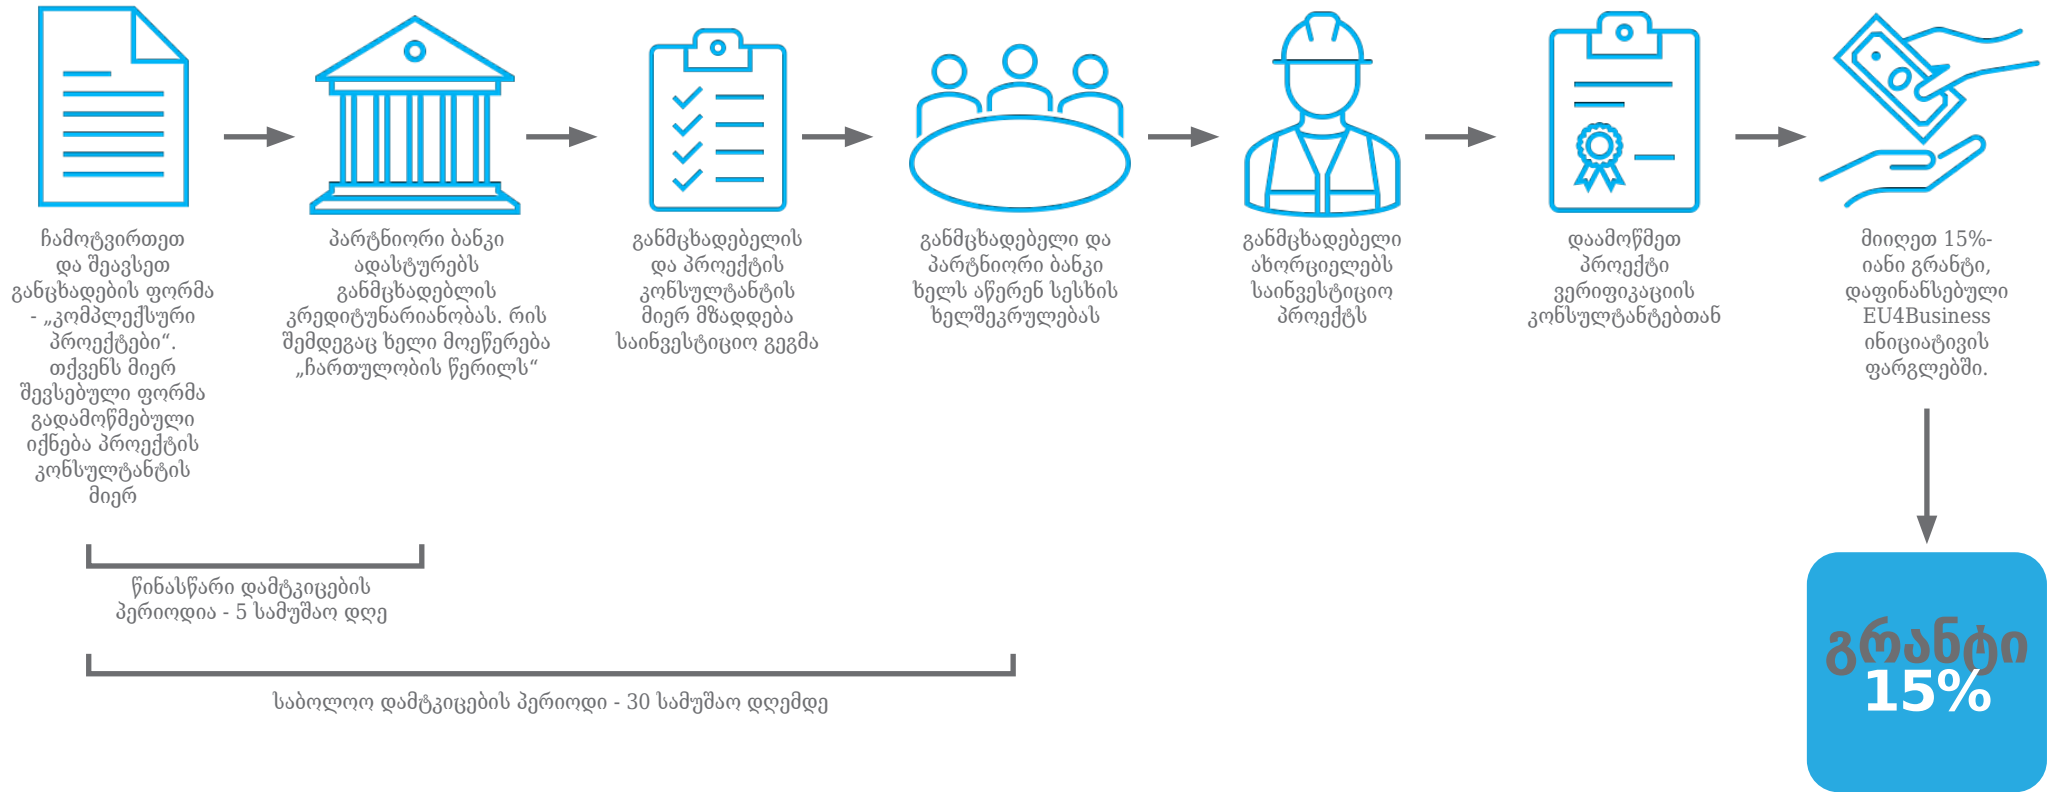 ჩამოტვირთეთ
და შეავსეთ
განცხადების ფორმა
- „კომპლექსური
პროექტები“.
თქვენს მიერ
შევსებული ფორმა
გადამოწმებული
იქნება პროექტის
კონსულტანტის
მიერ
პარტნიორი ბანკი
ადასტურებს
განმცხადებლის
კრედიტუნარიანობას. რის
შემდეგაც ხელი მოეწერება
„ჩართულობის წერილს“
განმცხადებელის
და პროექტის
კონსულტანტის
მიერ მზადდება
საინვესტიციო გეგმა
განმცხადებელი და
პარტნიორი ბანკი
ხელს აწერენ სესხის
ხელშეკრულებას
განმცხადებელი
ახორციელებს
საინვესტიციო
პროექტს
დაამოწმეთ
პროექტი
ვერიფიკაციის
კონსულტანტებთან
მიიღეთ 15%-
იანი გრანტი,
დაფინანსებული
EU4Business
ინიციატივის
ფარგლებში.
წინასწარი დამტკიცების
პერიოდია - 5 სამუშაო დღე
საბოლოო დამტკიცების პერიოდი - 30 სამუშაო დღემდე
გრანტი
15%